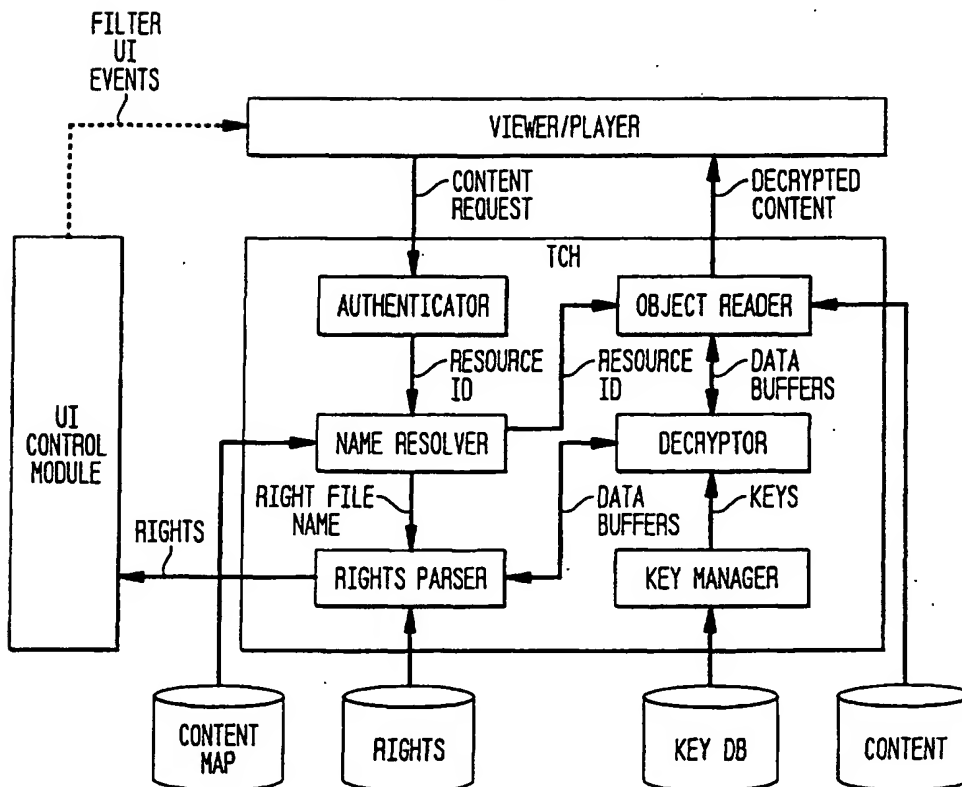 FILTER
UI
EVENTS
VIEWER/PLAYER
CONTENT
REQUEST
DECRYPTED
CONTENT
TCH
AUTHENTICATOR
OBJECT READER
RESOURCE
ID
RESOURCE
ID
DATA
BUFFERS
UI
CONTROL
MODULE
NAME RESOLVER
DECRYPTOR
RIGHT FILE
NAME
DATA
BUFFERS
KEYS
RIGHTS
RIGHTS PARSER
KEY MANAGER
CONTENT
MAP
RIGHTS
KEY DB
CONTENT